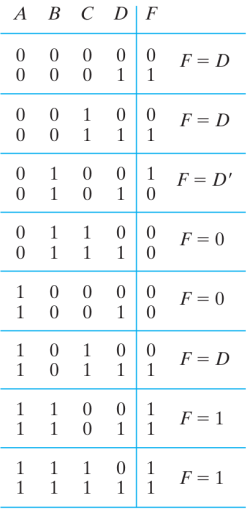 A B C D F
0 0 0 0 0 F = D
0 0 0 1 1
0 0 1 0 0 F = D
0 0 1 1 1
0 1 0 0 1 F = D′
0 1 0 1 0
0 1 1 0 0 F = 0
0 1 1 1 0
1 0 0 0 0 F = 0
1 0 0 1 0
1 0 1 0 0 F = D
1 0 1 1 1
1 1 0 0 1 F = 1
1 1 0 1 1
1 1 1 0 1 F = 1
1 1 1 1 1